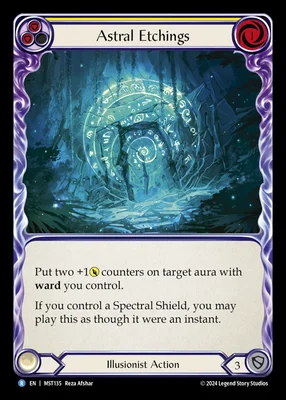 Astral Etchings
Put two +1 counters on target aura with
ward you control.
If you control a Spectral Shield, you may
play this as though it were an instant.
Illusionist Action
3
R EN | MST135 Reza Afshar
©2024 Legend Story Studios